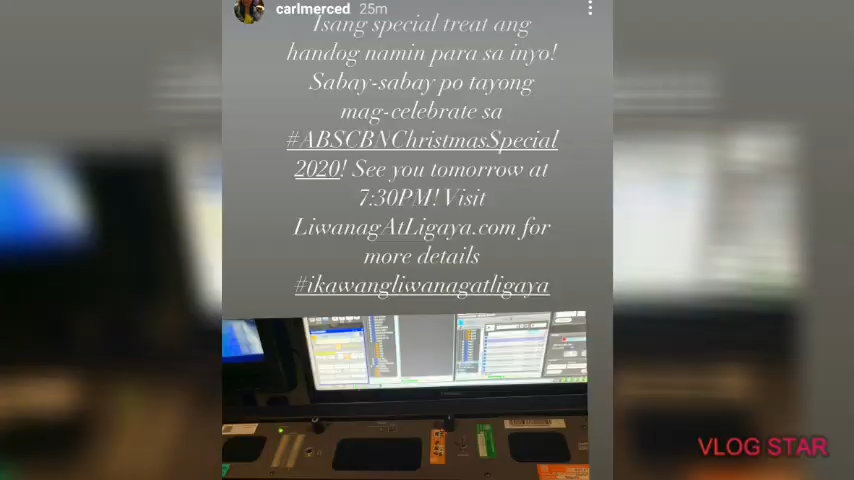 carlmerced 25m
Isang special treat ang
handog namin para sa inyo!
Sabay-sabay po tayong
mag-celebrate sa
#ABSCBNChristmasSpecial
2020! See you tomorrow at
7:30PM! Visit
LiwanagAtLigaya.com for
more details
#ikawangliwanagatligaya
VLOG STAR